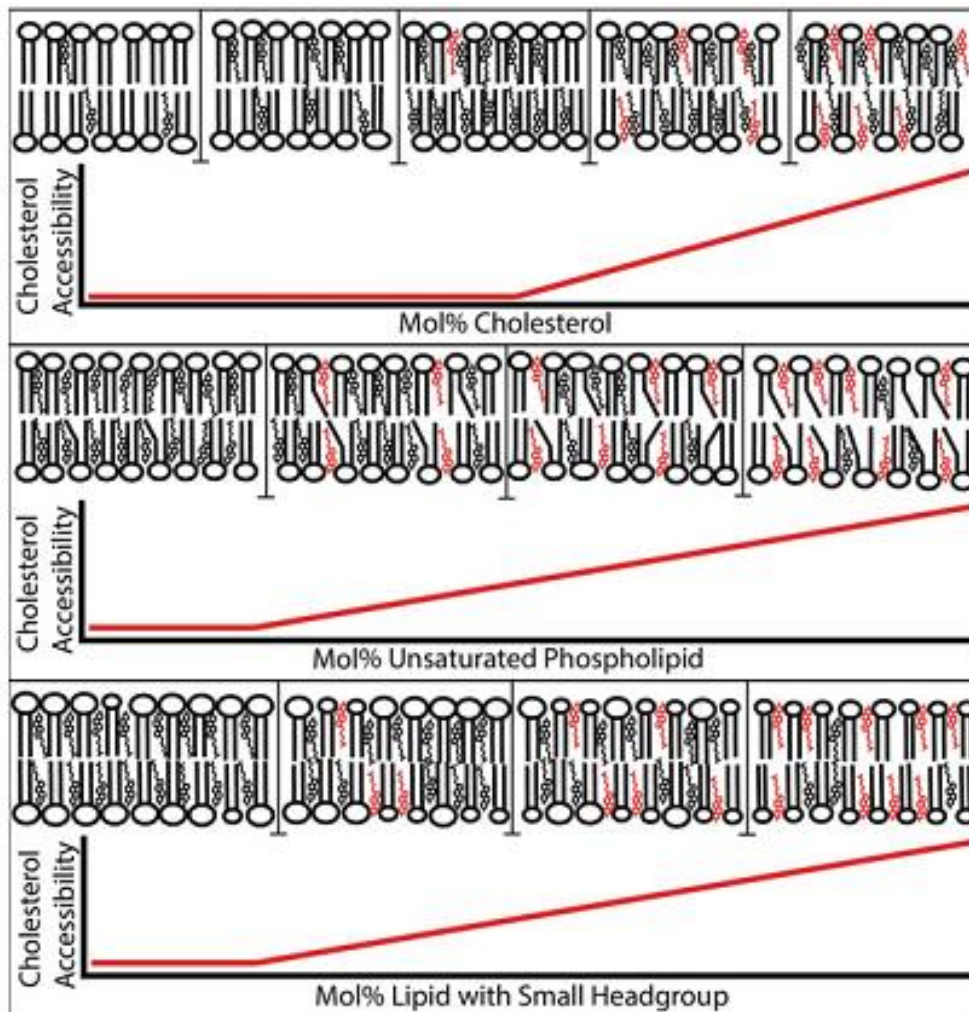 Cholesterol
Accessibility
Mol% Cholesterol
Cholesterol
Accessibility
Mol% Unsaturated Phospholipid
Cholesterol
Accessibility
Mol% Lipid with Small Headgroup